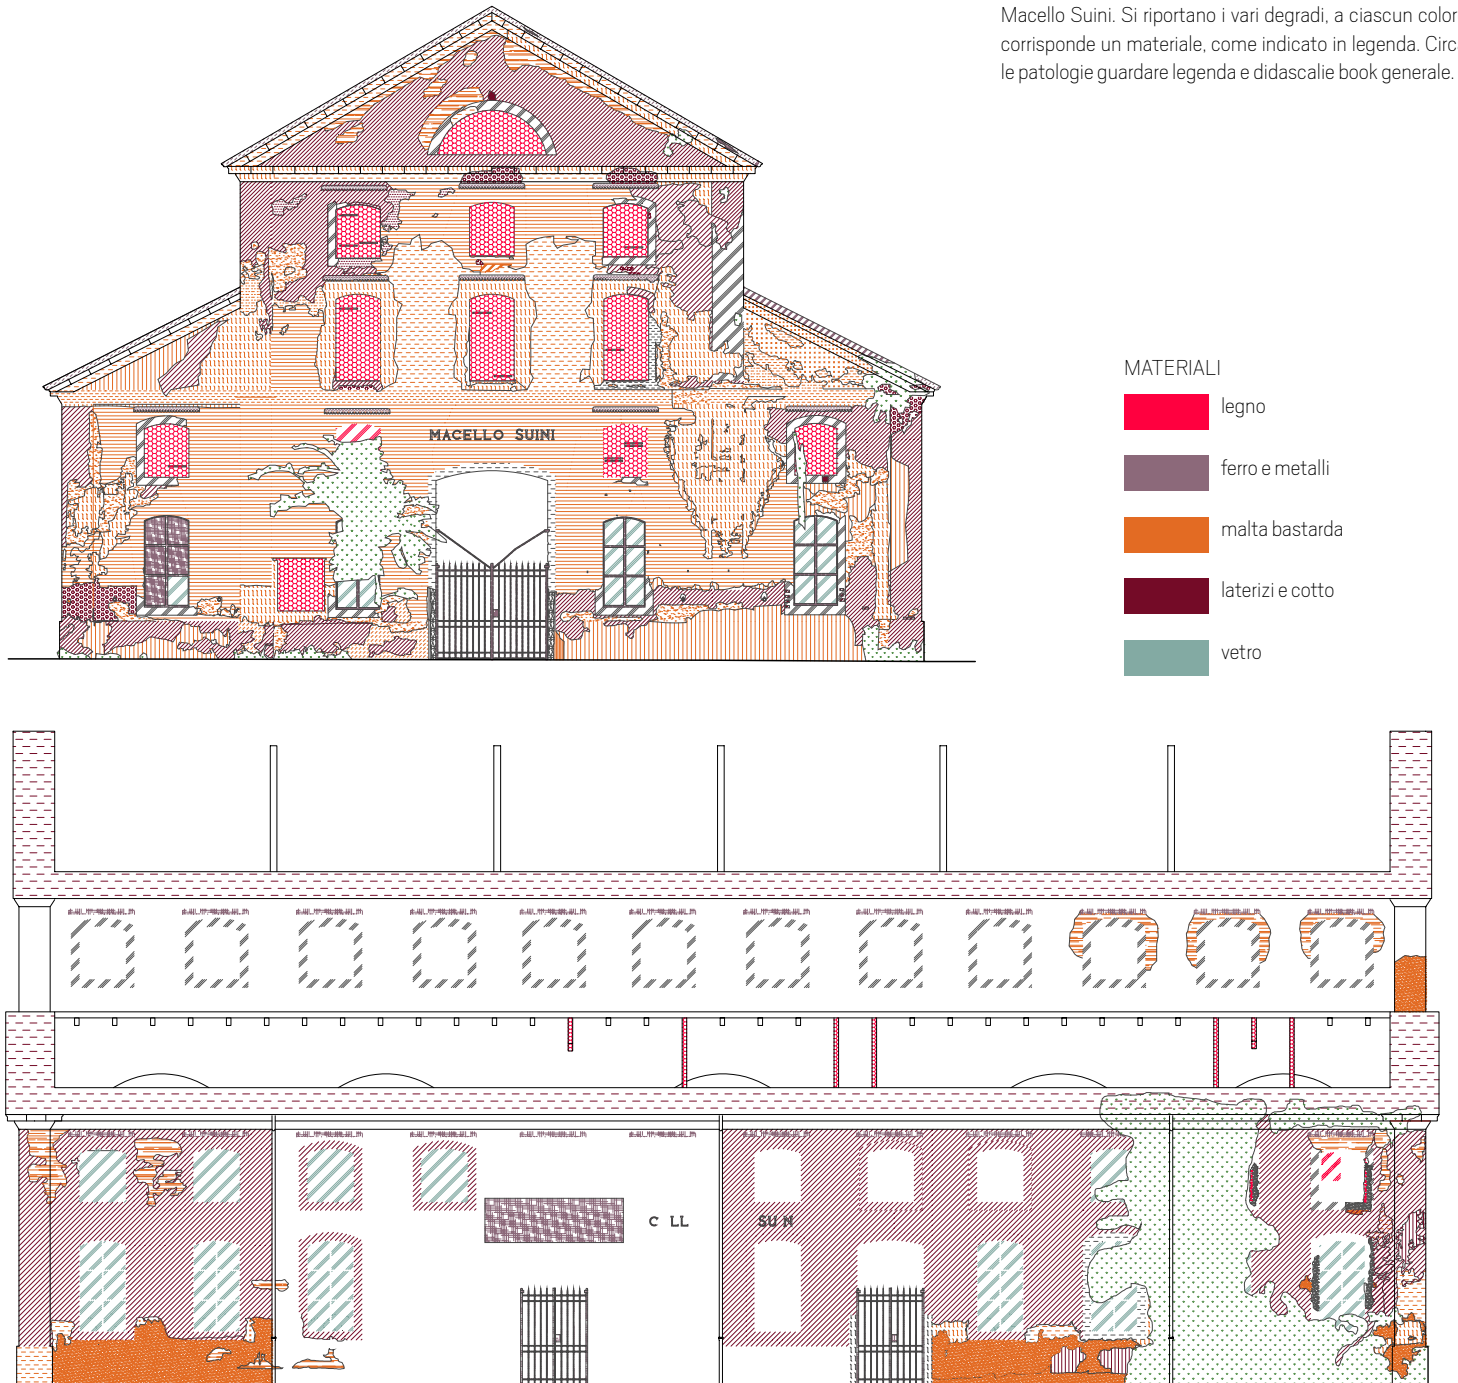 Macello Suini. Si riportano i vari degradi, a ciascun color
corrisponde un materiale, come indicato in legenda. Circ
le patologie guardare legenda e didascalie book generale.
MATERIALI
legno
ferro e metalli
malta bastarda
laterizi e cotto
vetro
MACELLO SUINI
C LL SU N